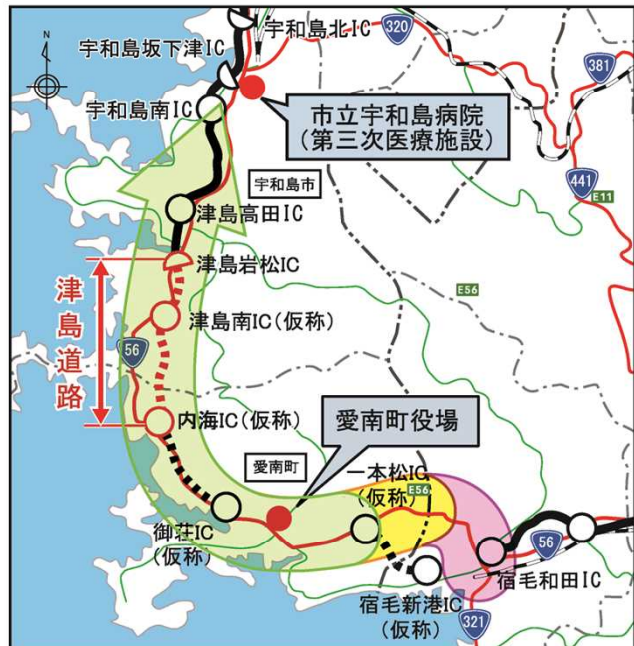 N
宇和島北IC
320
宇和島坂下津IC
381
宇和島南IC
市立宇和島病院
(第三次医療施設)
宇和島市
441
E11
津島高田IC
津島岩松IC
E56
津島道路
津島南IC(仮称)
56
内海IC(仮称)
愛南町役場
愛南町
一本松IC
(仮称)
E56
御荘IC
(仮称)
56
宿毛和田IC
宿毛新港IC
(仮称)
321